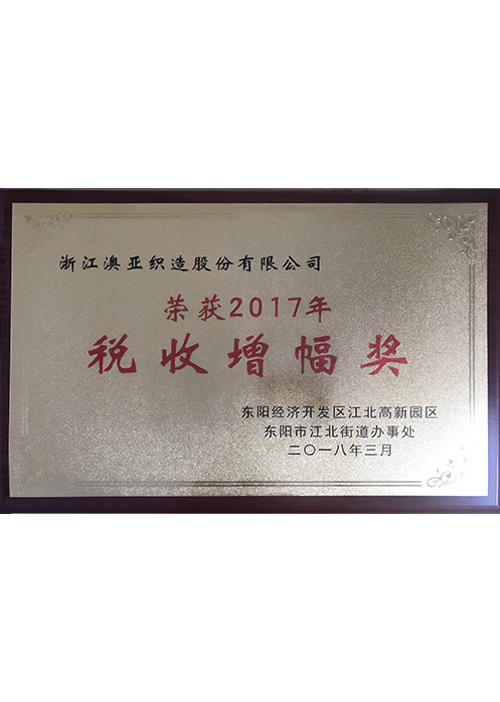 浙江澳亚织造股份有限公司
荣获2017年
税收增幅奖
东阳经济开发区江北高新园区
东阳市江北街道办事处
二〇一八年三月